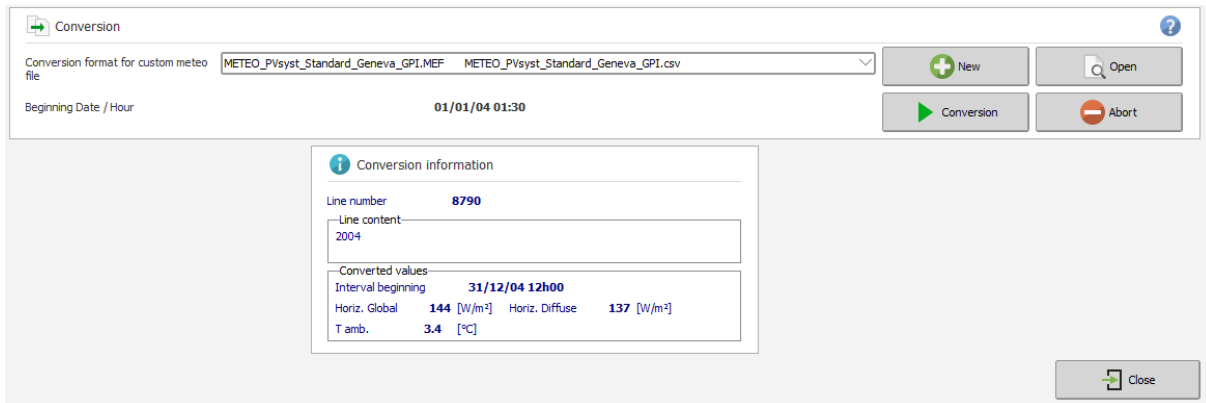 Conversion
Conversion format for custom meteo file
METEO_PVsyst_Standard_Geneva_GPI.MEF METEO_PVsyst_Standard_Geneva_GPI.csv
New
Open
Beginning Date / Hour 01/01/04 01:30
Conversion
Abort
Conversion information
Line number 8790
Line content
2004
Converted values
Interval beginning 31/12/04 12h00
Horiz. Global 144 [W/m²] Horiz. Diffuse 137 [W/m²]
T amb. 3.4 [°C]
Close